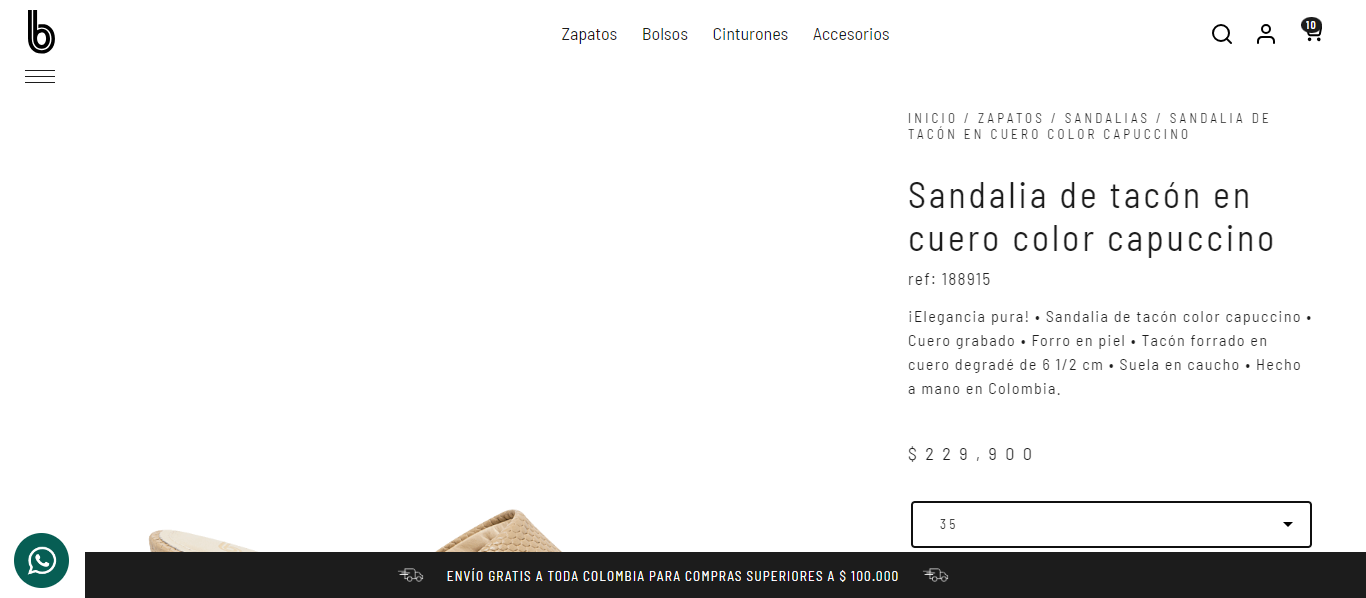 b
Zapatos Bolsos Cinturones Accesorios
10
INICIO / ZAPATOS / SANDALIAS / SANDALIA DE
TACÓN EN CUERO COLOR CAPUCCINO
Sandalia de tacón en
cuero color capuccino
ref: 188915
¡Elegancia pura! • Sandalia de tacón color capuccino •
Cuero grabado • Forro en piel • Tacón forrado en
cuero degradé de 6 1/2 cm • Suela en caucho • Hecho
a mano en Colombia.
$229,900
35
ENVÍO GRATIS A TODA COLOMBIA PARA COMPRAS SUPERIORES A $ 100.000